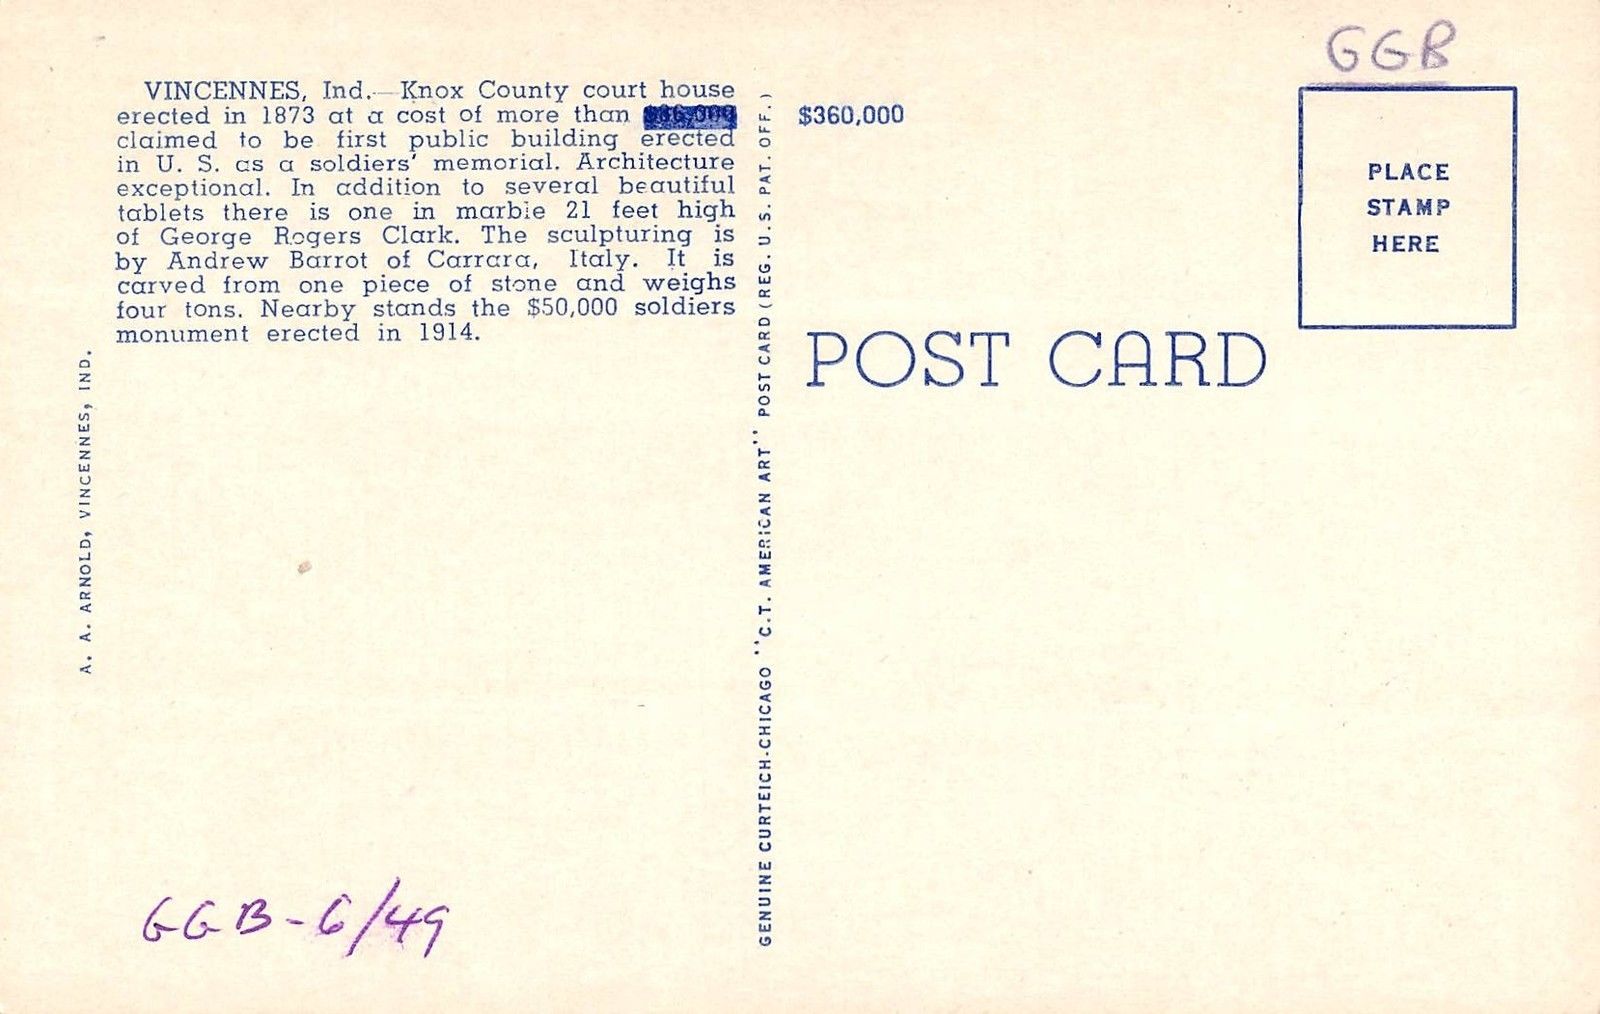 GGB
VINCENNES, Ind.—Knox County court house
erected in 1873 at a cost of more than $36,000
claimed to be first public building erected
in U. S. as a soldiers' memorial. Architecture
exceptional. In addition to several beautiful
tablets there is one in marble 21 feet high
of George Rogers Clark. The sculpturing is
by Andrew Barrot of Carrara, Italy. It is
carved from one piece of stone and weighs
four tons. Nearby stands the $50,000 soldiers
monument erected in 1914.
A. A. ARNOLD, VINCENNES, IND.
GGB-6/49
GENUINE CURTEICH-CHICAGO "C.T. AMERICAN ART" POST CARD (REG. U.S. PAT. OFF.)
$360,000
PLACE
STAMP
HERE
POST CARD